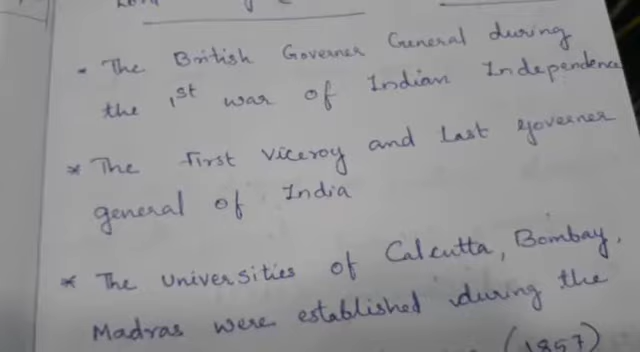 • The British Governer General during
the 1st war of Indian Independence
* The First Viceroy and Last governer
general of India
* The Universities of Calcutta, Bombay,
Madras were established during the
(1857)